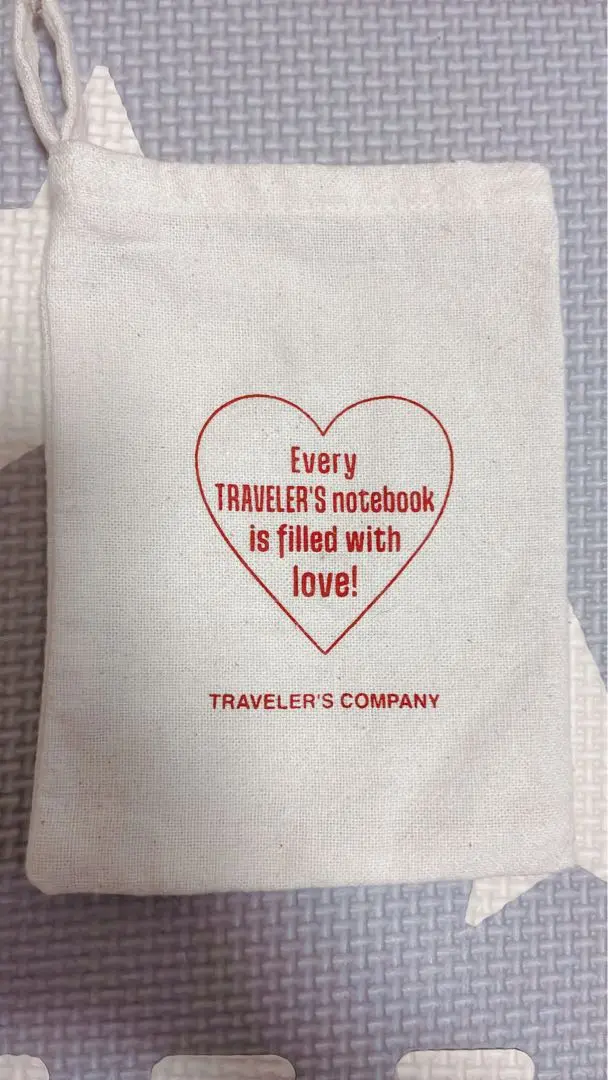 Every
TRAVELER'S notebook
is filled with
love!
TRAVELER'S COMPANY